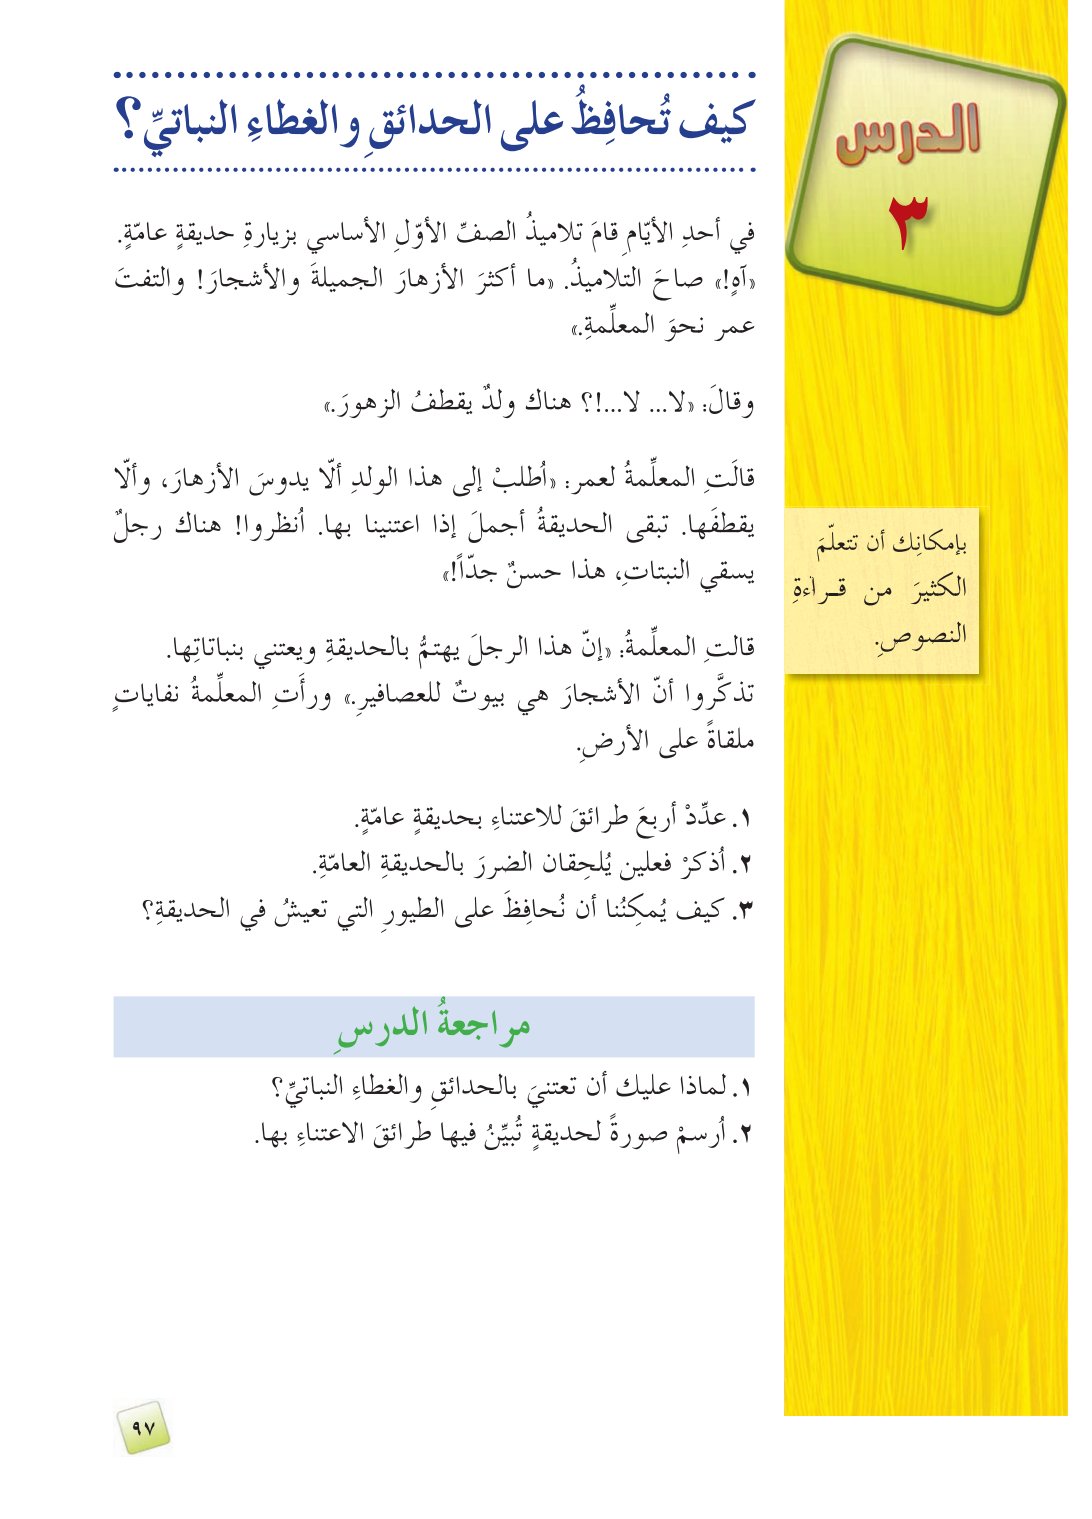 الدرس
٣
كيف تُحافِظُ على الحدائقِ والغطاءِ النباتيِّ؟
في أحدِ الأيّامِ قامَ تلاميذُ الصفِّ الأوّلِ الأساسي بزيارةِ حديقةٍ عامّةٍ.
«آهٍ!» صاحَ التلاميذُ. «ما أكثرَ الأزهارَ الجميلةَ والأشجارَ! والتفتَ
عمر نحوَ المعلِّمةِ.»
وقالَ: «لا... لا...!؟ هناك ولدٌ يقطفُ الزهورَ.»
قالَتِ المعلِّمةُ لعمر: «اُطلبْ إلى هذا الولدِ ألّا يدوسَ الأزهارَ، وألّا
يقطفَها. تبقى الحديقةُ أجملَ إذا اعتنينا بها. اُنظروا! هناك رجلٌ
يسقي النبتاتِ، هذا حسنٌ جدّاً!»
قالتِ المعلِّمةُ: «إنّ هذا الرجلَ يهتمُّ بالحديقةِ ويعتني بنباتاتِها.
تذكَّروا أنّ الأشجارَ هي بيوتٌ للعصافيرِ.» ورأَتِ المعلِّمةُ نفاياتٍ
ملقاةً على الأرضِ.
١. عدِّدْ أربعَ طرائقَ للاعتناءِ بحديقةٍ عامّةٍ.
٢. اُذكرْ فعلين يُلحِقان الضررَ بالحديقةِ العامّةِ.
٣. كيف يُمكِنُنا أن نُحافِظَ على الطيورِ التي تعيشُ في الحديقةِ؟
بإمكانِك أن تتعلّمَ
الكثيرَ من قـراءةِ
النصوصِ.
مراجعةُ الدرسِ
١. لماذا عليك أن تعتنيَ بالحدائقِ والغطاءِ النباتيِّ؟
٢. اُرسمْ صورةً لحديقةٍ تُبيِّنُ فيها طرائقَ الاعتناءِ بها.
٩٧